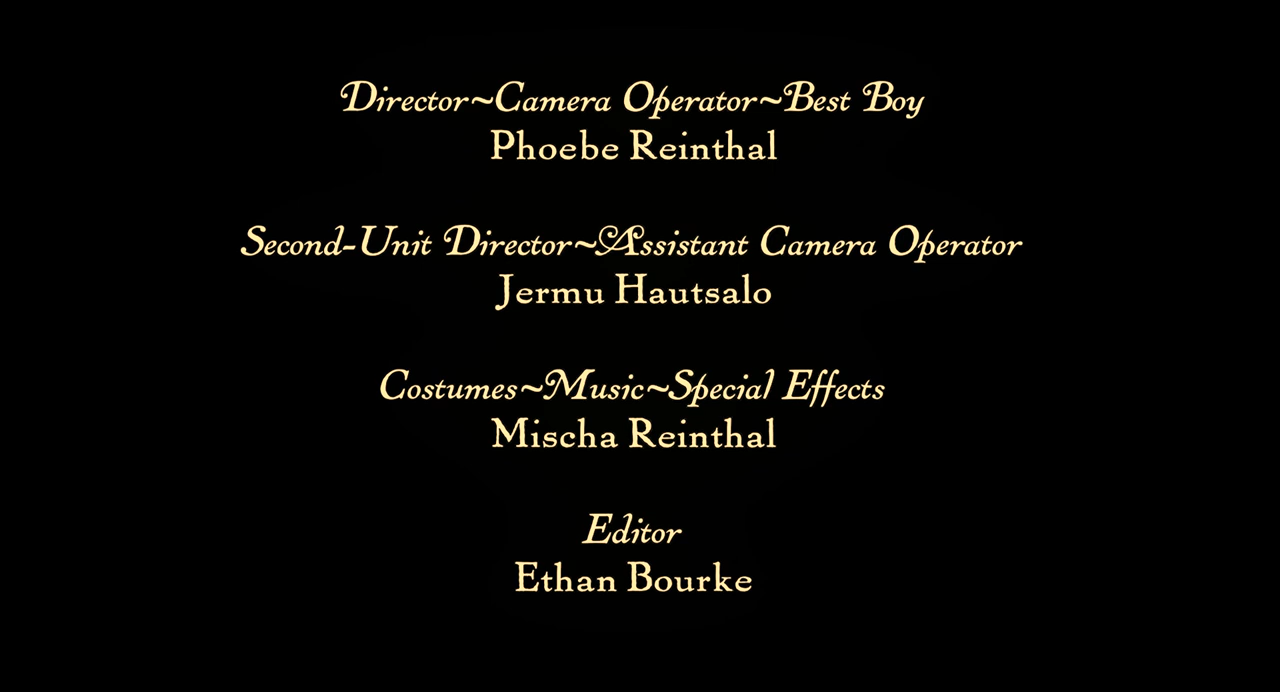 Director~Camera Operator~Best Boy
Phoebe Reinthal
Second-Unit Director~Assistant Camera Operator
Jermu Hautsalo
Costumes~Music~Special Effects
Mischa Reinthal
Editor
Ethan Bourke